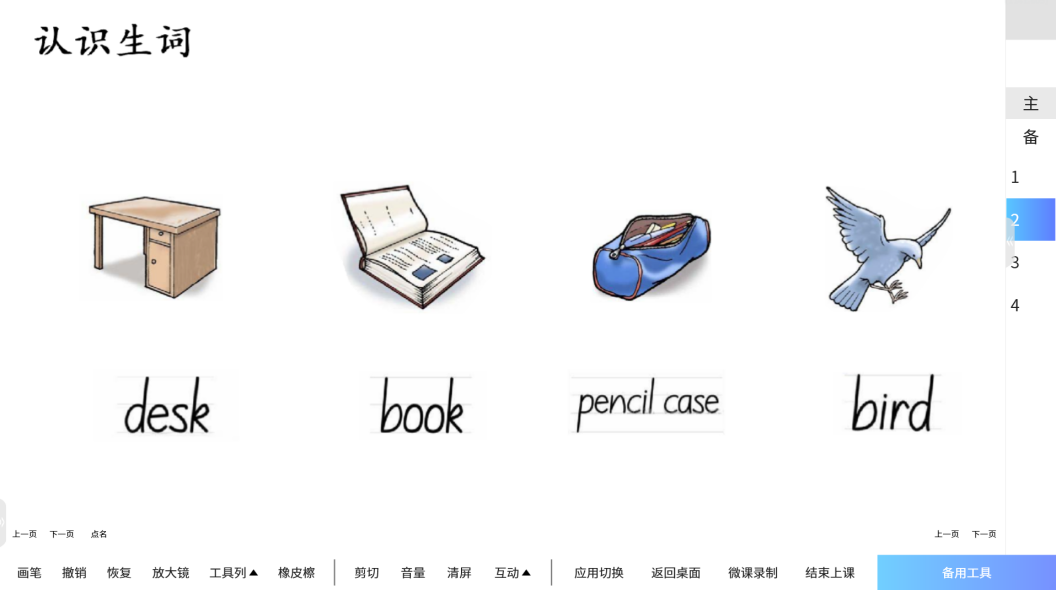 认识生词
主
备
1
2
3
4
desk
book
pencil case
bird
上一页 下一页 点名 上一页 下一页
画笔 撤销 恢复 放大镜 工具列▲ 橡皮檫 剪切 音量 清屏 互动▲ 应用切换 返回桌面 微课录制 结束上课 备用工具